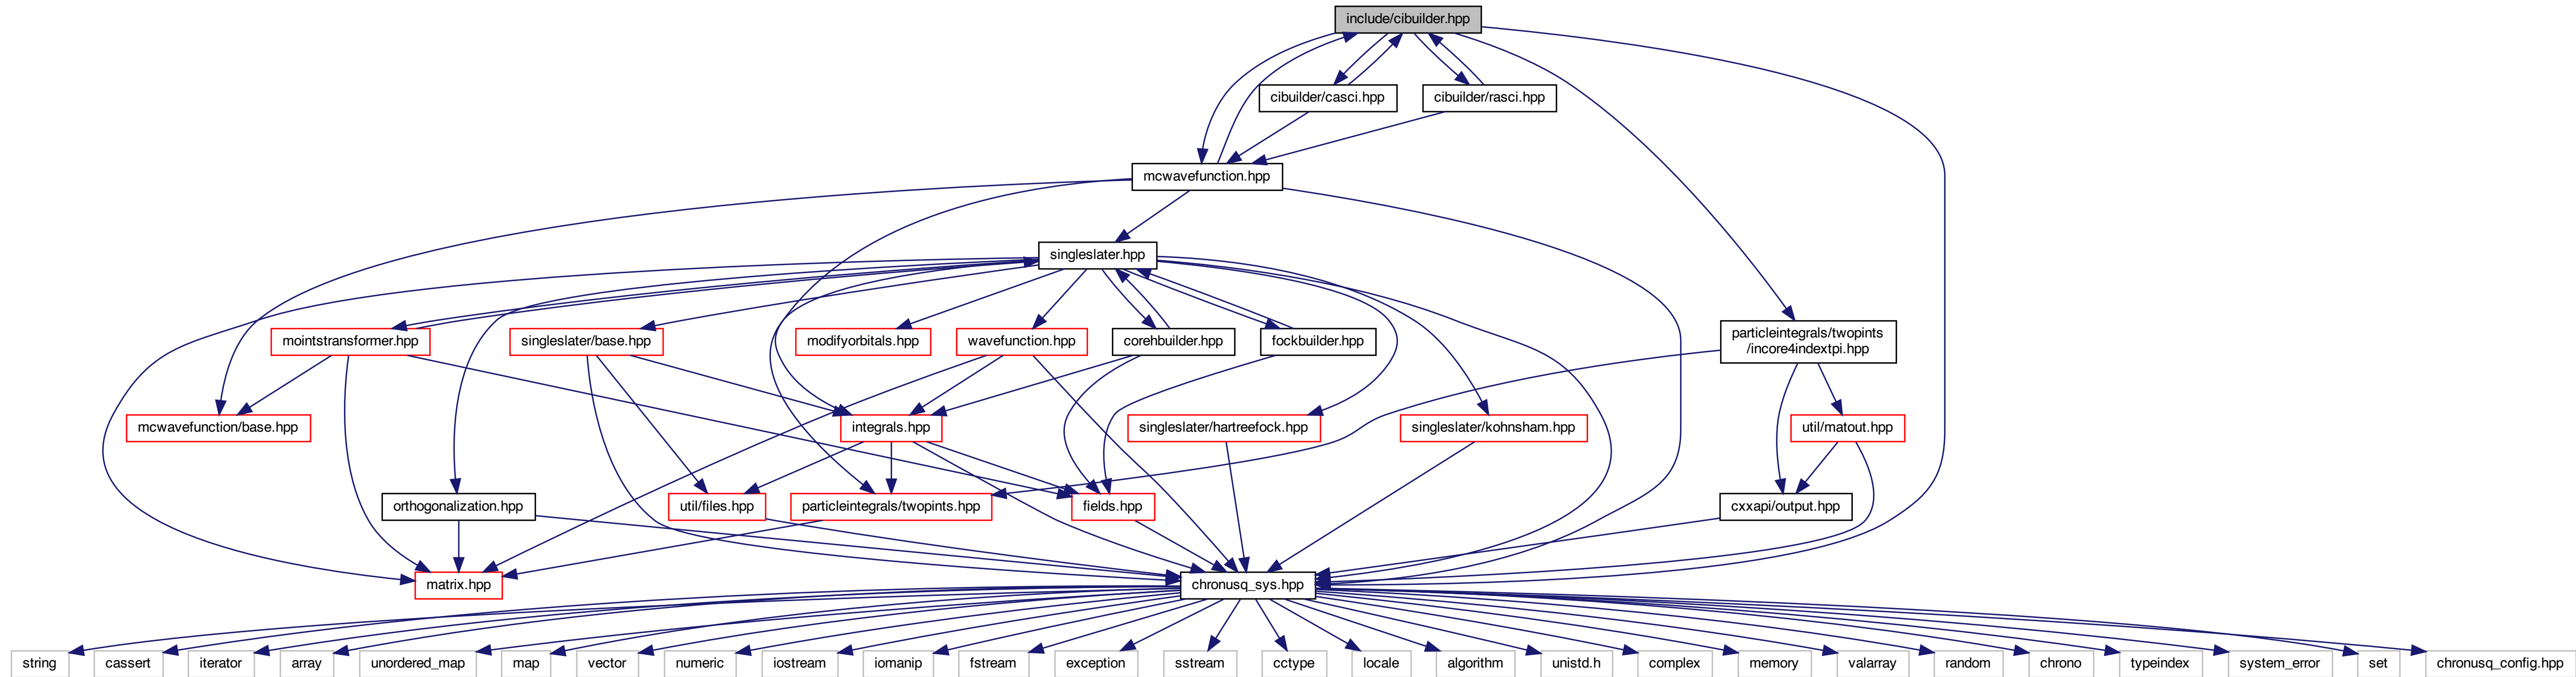 include/cibuilder.hpp
cibuilder/casci.hpp
cibuilder/rasci.hpp
mcwavefunction.hpp
singleslater.hpp
mointstransformer.hpp
singleslater/base.hpp
modifyorbitals.hpp
wavefunction.hpp
corehbuilder.hpp
fockbuilder.hpp
particleintegrals/twopints
/incore4indextpi.hpp
mcwavefunction/base.hpp
integrals.hpp
singleslater/hartreefock.hpp
singleslater/kohnsham.hpp
util/matout.hpp
orthogonalization.hpp
util/files.hpp
particleintegrals/twopints.hpp
fields.hpp
cxxapi/output.hpp
matrix.hpp
chronusq_sys.hpp
string
cassert
iterator
array
unordered_map
map
vector
numeric
iostream
iomanip
fstream
exception
sstream
cctype
locale
algorithm
unistd.h
complex
memory
valarray
random
chrono
typeindex
system_error
set
chronusq_config.hpp